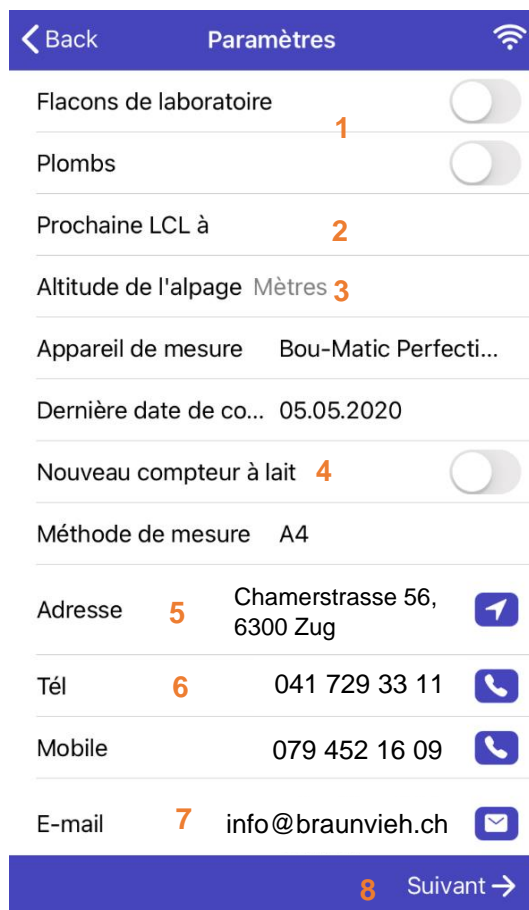 Back Paramètres
Flacons de laboratoire
1
Plombs
Prochaine LCL à 2
Altitude de l'alpage Mètres 3
Appareil de mesure Bou-Matic Perfecti...
Dernière date de co... 05.05.2020
Nouveau compteur à lait 4
Méthode de mesure A4
Adresse 5 Chamerstrasse 56,
6300 Zug
Tél 6 041 729 33 11
Mobile 079 452 16 09
E-mail 7 info@braunvieh.ch
8 Suivant